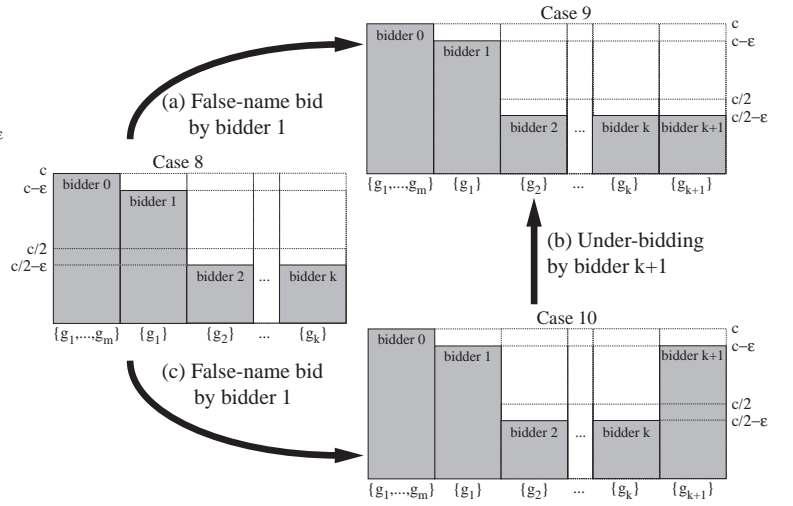 Case 9
bidder 0
bidder 1
bidder 2
...
bidder k
bidder k+1
c
c−ε
c/2
c/2−ε
{g1,...,gm} {g1} {g2} ... {gk} {gk+1}
(a) False-name bid
by bidder 1
ε
Case 8
c
c−ε
c/2
c/2−ε
bidder 0
bidder 1
bidder 2
...
bidder k
{g1,...,gm} {g1} {g2} ... {gk}
(b) Under-bidding
by bidder k+1
(c) False-name bid
by bidder 1
Case 10
bidder 0
bidder 1
bidder 2
...
bidder k
bidder k+1
c
c−ε
c/2
c/2−ε
{g1,...,gm} {g1} {g2} ... {gk} {gk+1}